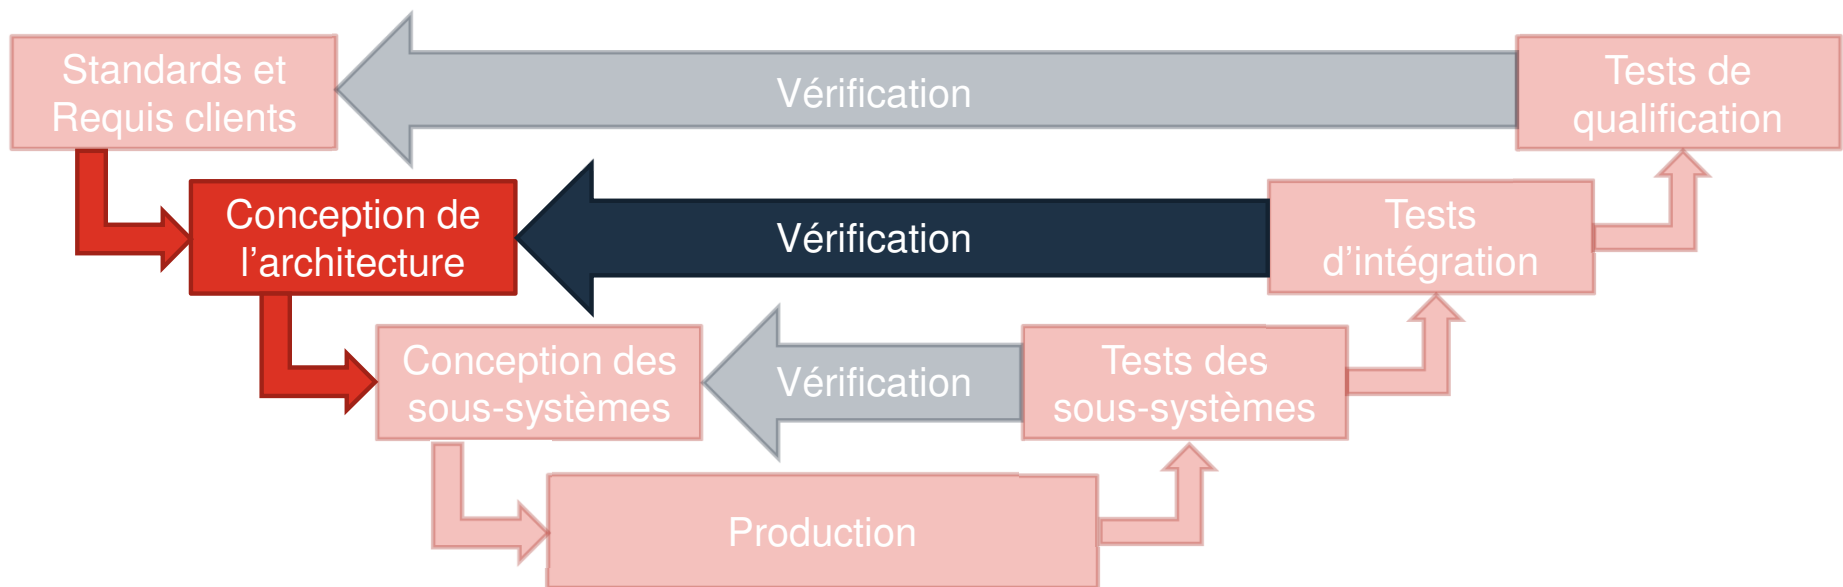 Standards et
Requis clients
Vérification
Tests de
qualification
Conception de
l’architecture
Vérification
Tests
d’intégration
Conception des
sous-systèmes
Vérification
Tests des
sous-systèmes
Production